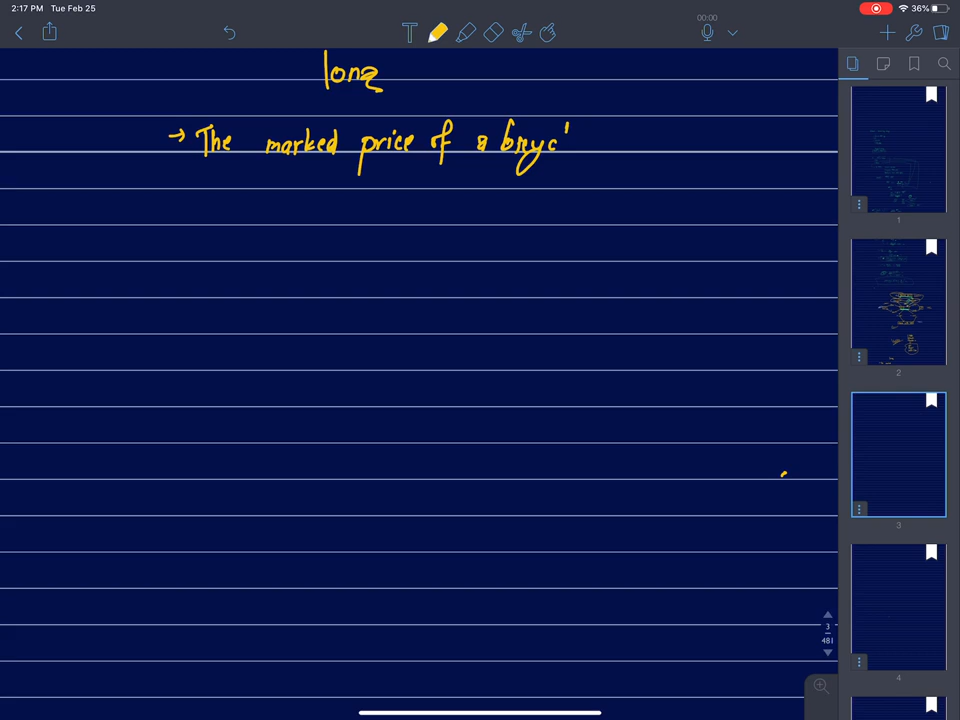 2:17 PM Tue Feb 25
36%
00:00
T
long
→ The marked price of a
1
2
3
3
481
4